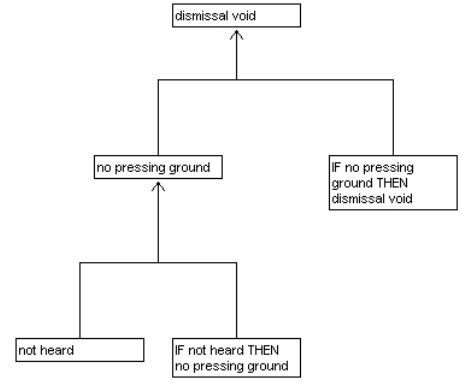 dismissal void
no pressing ground
IF no pressing
ground THEN
dismissal void
not heard
IF not heard THEN
no pressing ground